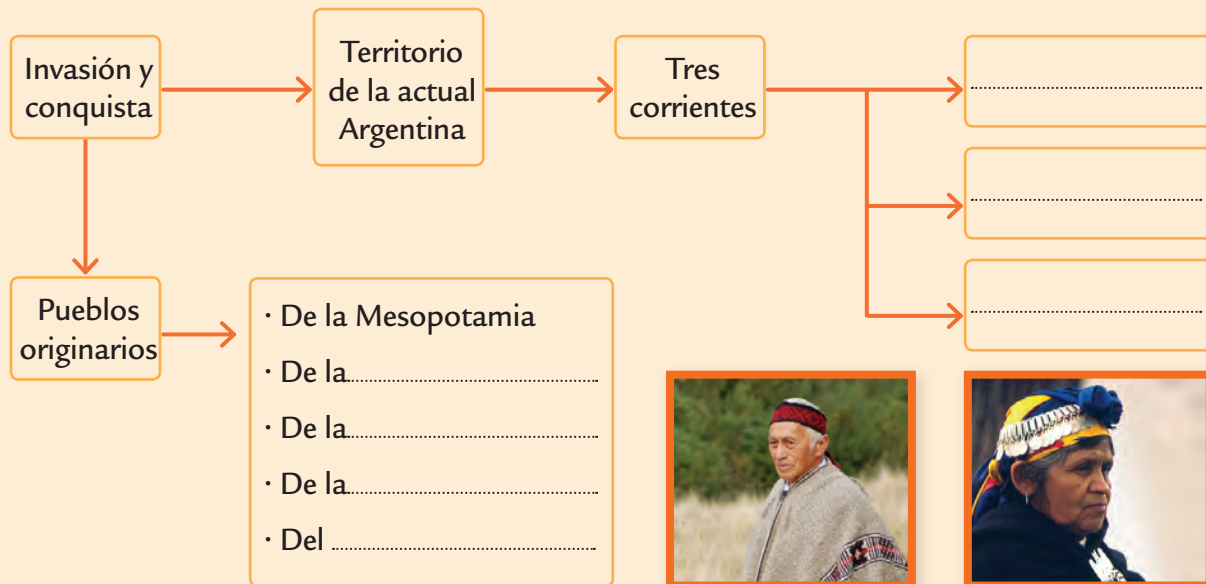 Invasión y
conquista
Territorio
de la actual
Argentina
Tres
corrientes
Pueblos
originarios
· De la Mesopotamia
· De la
· De la
· De la
· Del